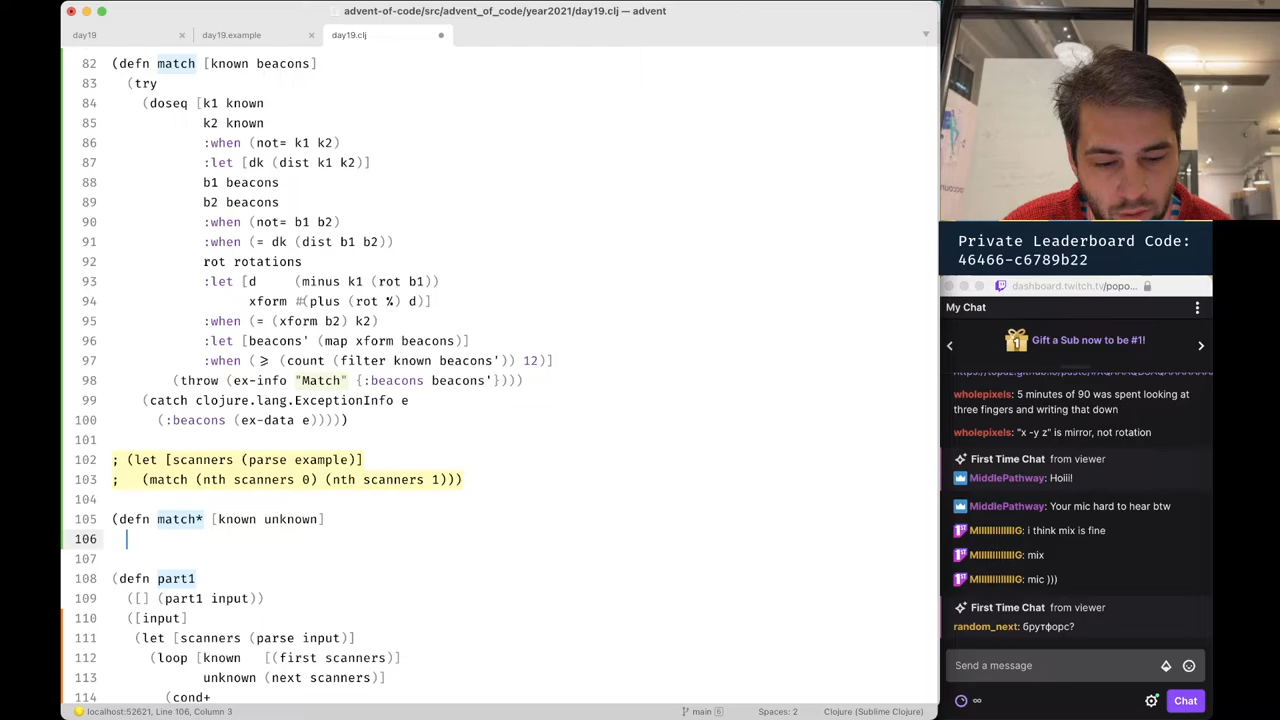 advent-of-code/src/advent_of_code/year2021/day19.clj — advent
day19
day19.example
day19.clj
82 (defn match [known beacons]
83 (try
84 (doseq [k1 known
85 k2 known
86 :when (not= k1 k2)
87 :let [dk (dist k1 k2)]
88 b1 beacons
89 b2 beacons
90 :when (not= b1 b2)
91 :when (= dk (dist b1 b2))
92 rot rotations
93 :let [d (minus k1 (rot b1))
94 xform #(plus (rot %) d)]
95 :when (= (xform b2) k2)
96 :let [beacons' (map xform beacons)]
97 :when (>= (count (filter known beacons')) 12)]
98 (throw (ex-info "Match" {:beacons beacons'})))
99 (catch clojure.lang.ExceptionInfo e
100 (:beacons (ex-data e)))))
101
102 ; (let [scanners (parse example)]
103 ; (match (nth scanners 0) (nth scanners 1)))
104
105 (defn match* [known unknown]
106
107
108 (defn part1
109 ([] (part1 input))
110 ([input]
111 (let [scanners (parse input)]
112 (loop [known [(first scanners)]
113 unknown (next scanners)]
114 (cond+
localhost:52621, Line 106, Column 3
main 6
Spaces: 2
Clojure (Sublime Clojure)
Private Leaderboard Code:
46466-c6789b22
dashboard.twitch.tv/popo...
My Chat
1
Gift a Sub now to be #1!
wholepixels: 5 minutes of 90 was spent looking at
three fingers and writing that down
wholepixels: "x -y z" is mirror, not rotation
First Time Chat from viewer
MiddlePathway: Hoiii!
MiddlePathway: Your mic hard to hear btw
: i think mix is fine
: mix
: mic )))
First Time Chat from viewer
random_next: брутфорс?
Send a message
∞
Chat